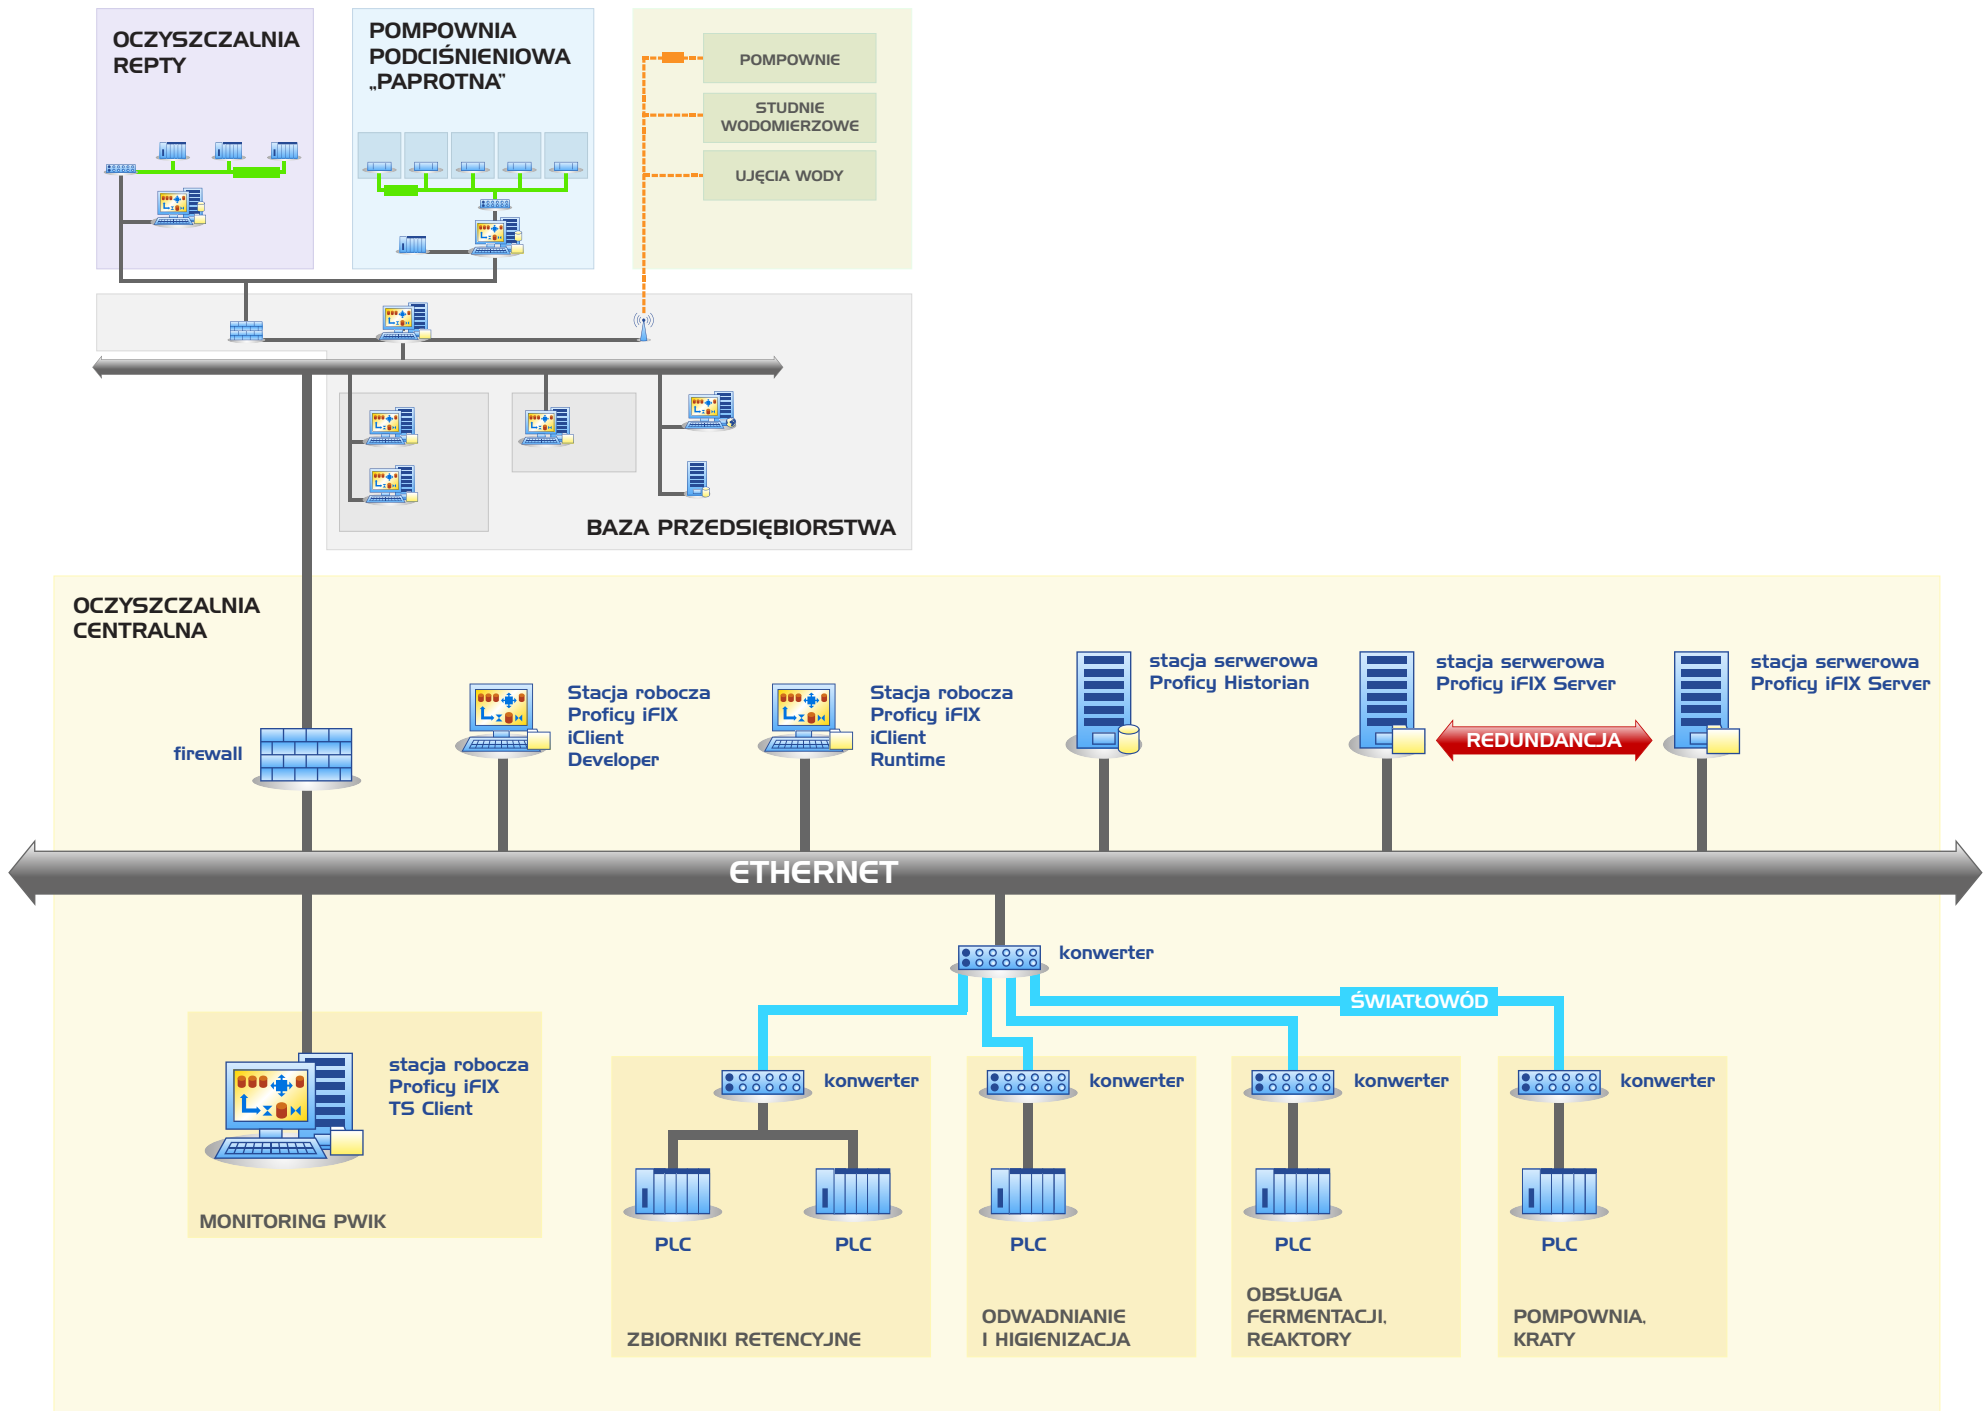 OCZYSZCZALNIA
REPTY
POMPOWNIA
PODCIŚNIENIOWA
„PAPROTNA”
POMPOWNIE
STUDNIE
WODOMIERZOWE
UJĘCIA WODY
BAZA PRZEDSIĘBIORSTWA
OCZYSZCZALNIA
CENTRALNA
firewall
Stacja robocza
Proficy iFIX
iClient
Developer
Stacja robocza
Proficy iFIX
iClient
Runtime
stacja serwerowa
Proficy Historian
stacja serwerowa
Proficy iFIX Server
REDUNDANCJA
stacja serwerowa
Proficy iFIX Server
ETHERNET
konwerter
ŚWIATŁOWÓD
stacja robocza
Proficy iFIX
TS Client
MONITORING PWIK
konwerter
PLC
PLC
ZBIORNIKI RETENCYJNE
konwerter
PLC
ODWADNIANIE
I HIGIENIZACJA
konwerter
PLC
OBSŁUGA
FERMENTACJI,
REAKTORY
konwerter
PLC
POMPOWNIA,
KRATY